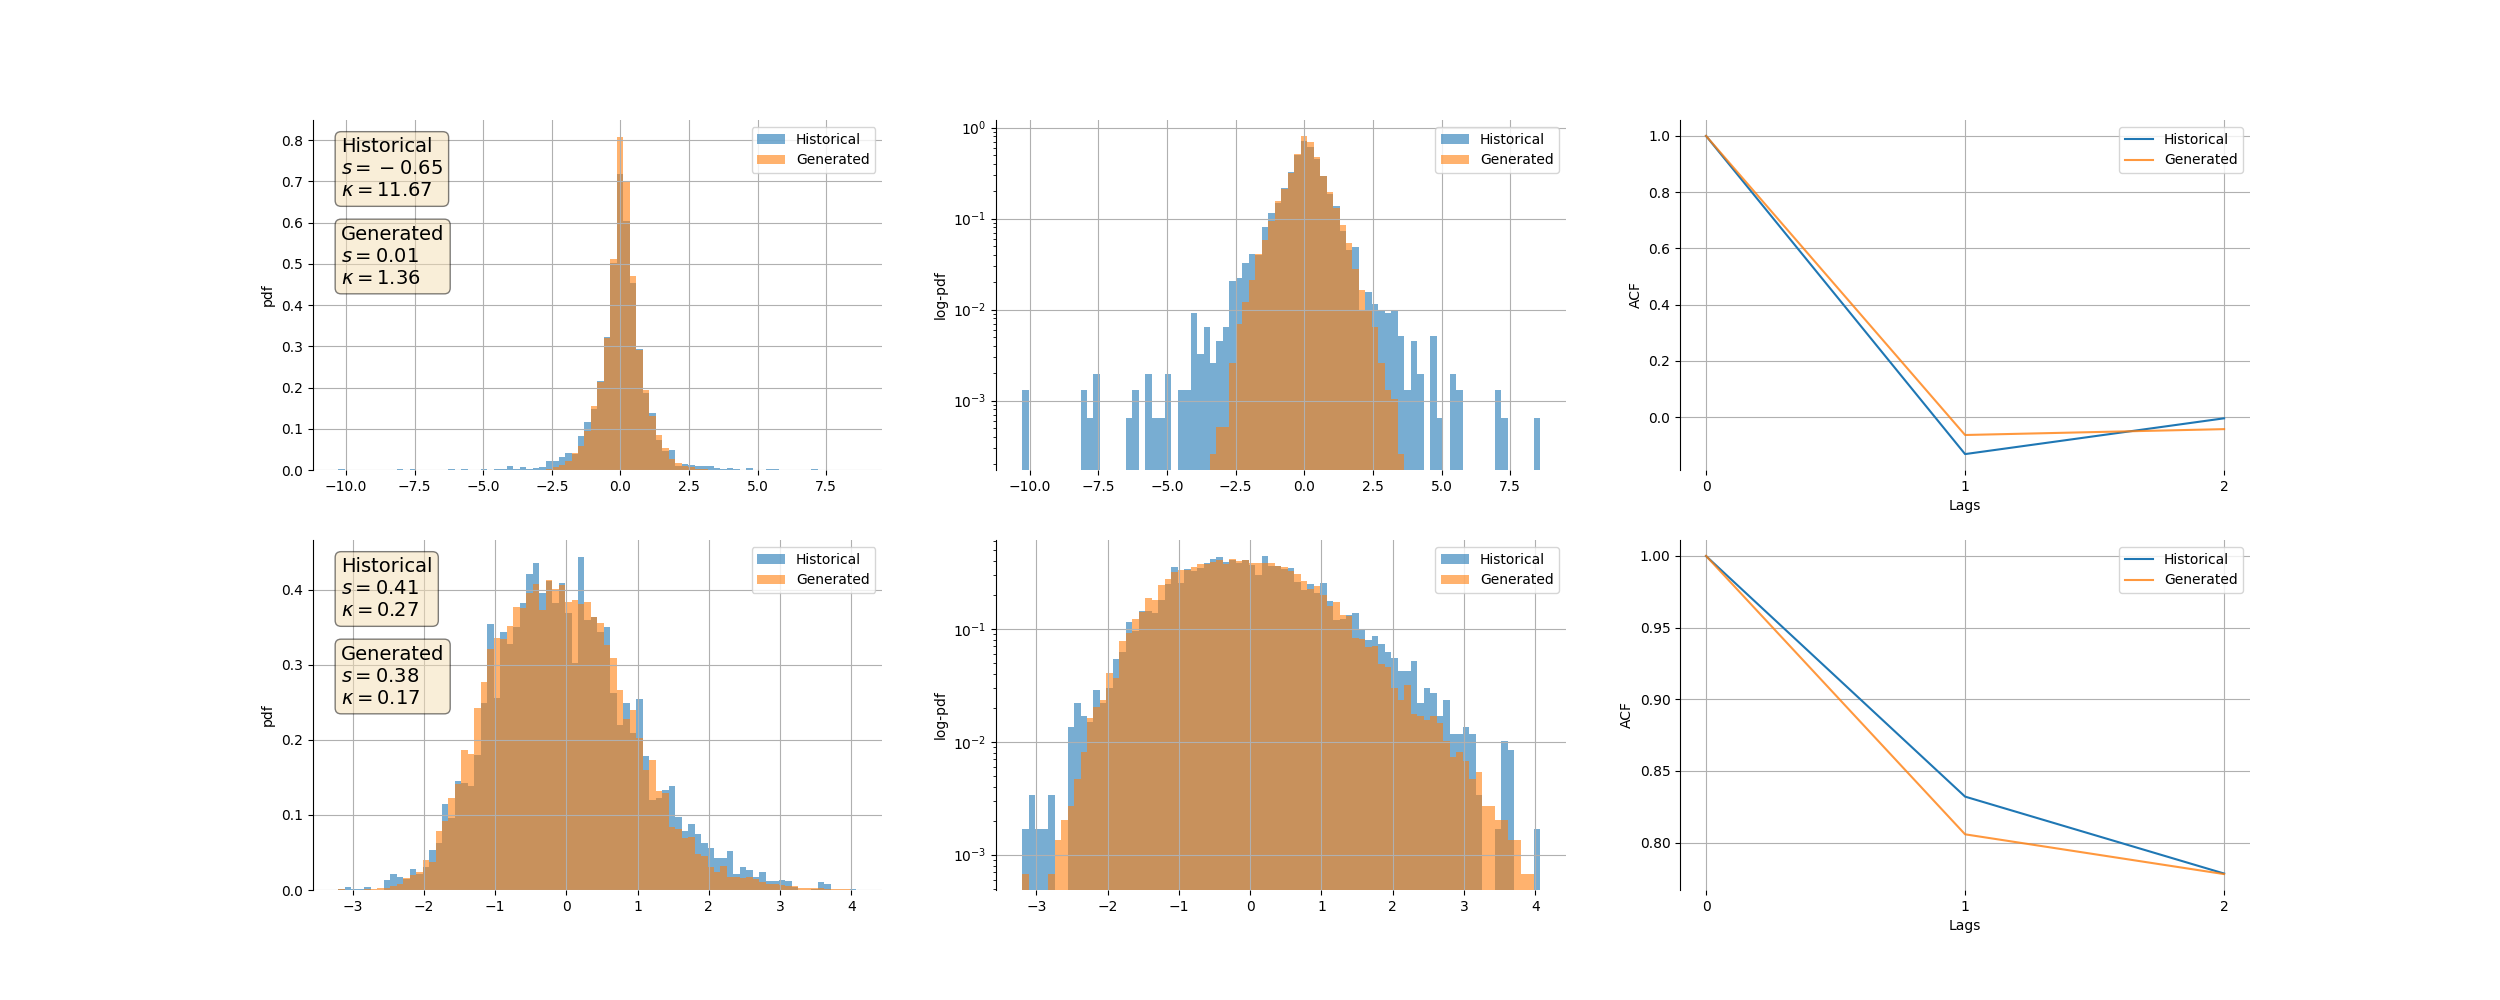 Historical
s = −0.65
κ = 11.67
Generated
s = 0.01
κ = 1.36
Historical
Generated
pdf
0.8
0.7
0.6
0.5
0.4
0.3
0.2
0.1
0.0
−10.0 −7.5 −5.0 −2.5 0.0 2.5 5.0 7.5
Historical
Generated
log-pdf
10⁰
10⁻¹
10⁻²
10⁻³
−10.0 −7.5 −5.0 −2.5 0.0 2.5 5.0 7.5
Historical
Generated
ACF
1.0
0.8
0.6
0.4
0.2
0.0
0 1 2
Lags
Historical
s = 0.41
κ = 0.27
Generated
s = 0.38
κ = 0.17
Historical
Generated
pdf
0.4
0.3
0.2
0.1
0.0
−3 −2 −1 0 1 2 3 4
Historical
Generated
log-pdf
10⁻¹
10⁻²
10⁻³
−3 −2 −1 0 1 2 3 4
Historical
Generated
ACF
1.00
0.95
0.90
0.85
0.80
0 1 2
Lags